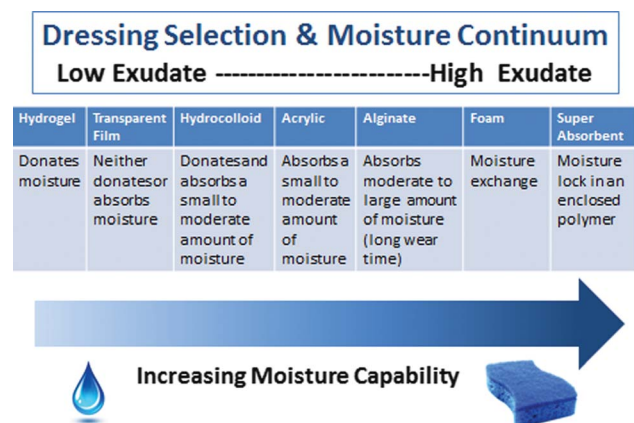 Dressing Selection & Moisture Continuum
Low Exudate --------------------------High Exudate
Hydrogel
Transparent
Film
Hydrocolloid
Acrylic
Alginate
Foam
Super
Absorbent
Donates
moisture
Neither
donatesor
absorbs
moisture
Donatesand
absorbs a
small to
moderate
amount of
moisture
Absorbs a
small to
moderate
amount
of
moisture
Absorbs
moderate to
large amount
of moisture
(long wear
time)
Moisture
exchange
Moisture
lock in an
enclosed
polymer
Increasing Moisture Capability